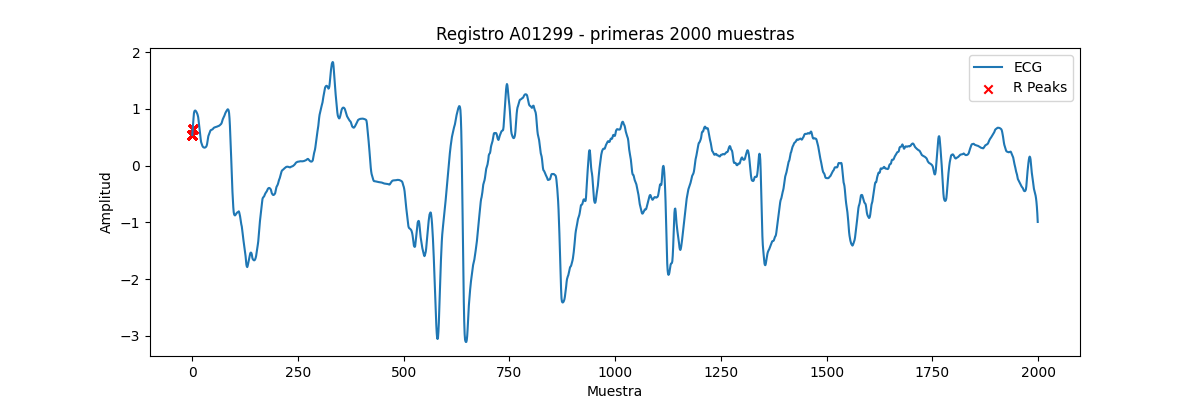 Registro A01299 - primeras 2000 muestras
ECG
R Peaks
Amplitud
2
1
0
−1
−2
−3
0 250 500 750 1000 1250 1500 1750 2000
Muestra